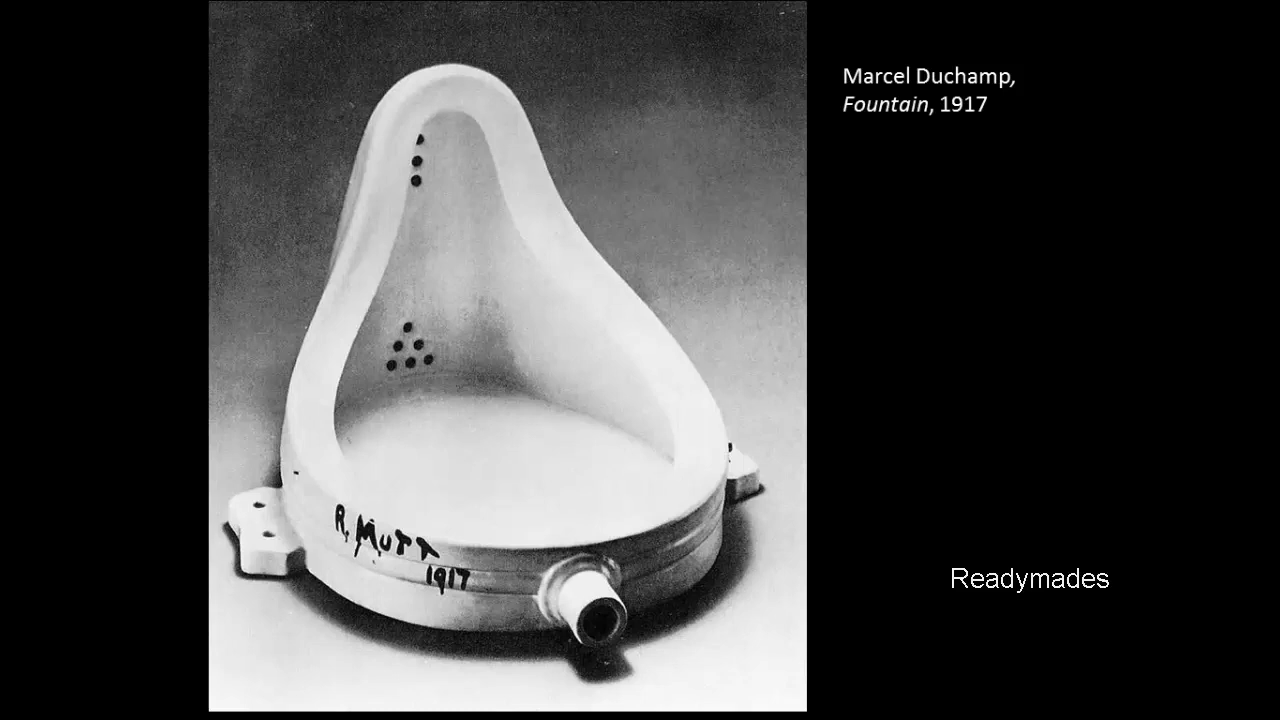 Marcel Duchamp,
Fountain, 1917
R. MUTT
1917
Readymades